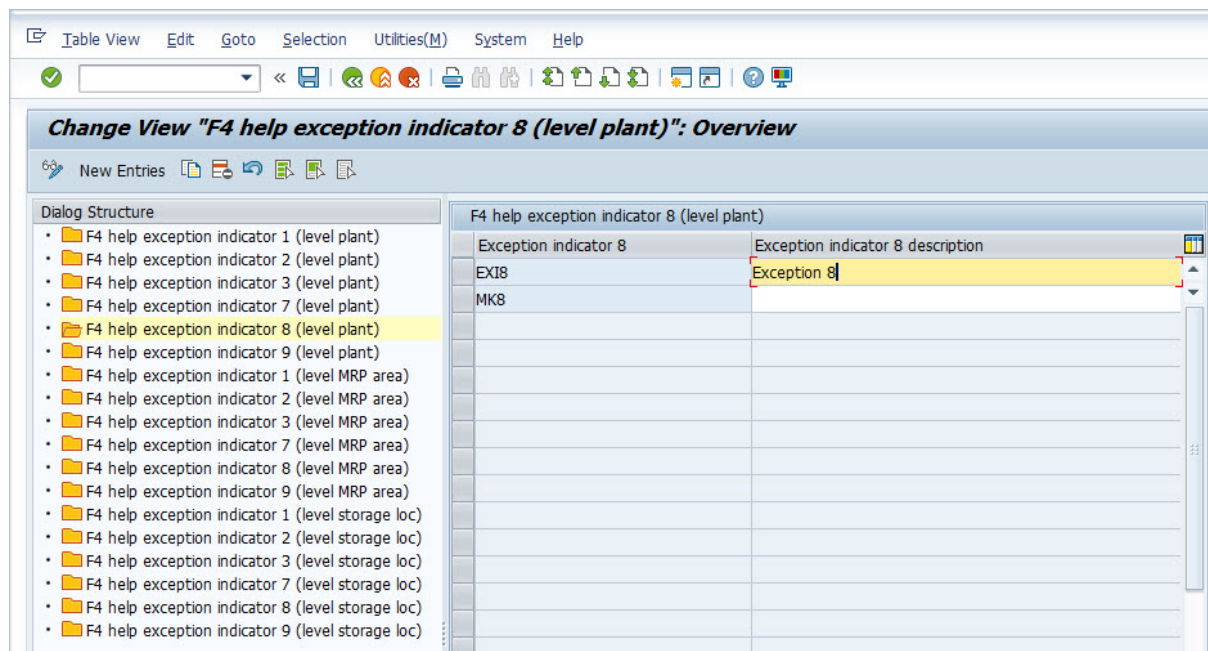 Table View Edit Goto Selection Utilities(M) System Help
Change View "F4 help exception indicator 8 (level plant)": Overview
New Entries
Dialog Structure
F4 help exception indicator 1 (level plant)
F4 help exception indicator 2 (level plant)
F4 help exception indicator 3 (level plant)
F4 help exception indicator 7 (level plant)
F4 help exception indicator 8 (level plant)
F4 help exception indicator 9 (level plant)
F4 help exception indicator 1 (level MRP area)
F4 help exception indicator 2 (level MRP area)
F4 help exception indicator 3 (level MRP area)
F4 help exception indicator 7 (level MRP area)
F4 help exception indicator 8 (level MRP area)
F4 help exception indicator 9 (level MRP area)
F4 help exception indicator 1 (level storage loc)
F4 help exception indicator 2 (level storage loc)
F4 help exception indicator 3 (level storage loc)
F4 help exception indicator 7 (level storage loc)
F4 help exception indicator 8 (level storage loc)
F4 help exception indicator 9 (level storage loc)
F4 help exception indicator 8 (level plant)
Exception indicator 8 Exception indicator 8 description
EXI8 Exception 8
MK8